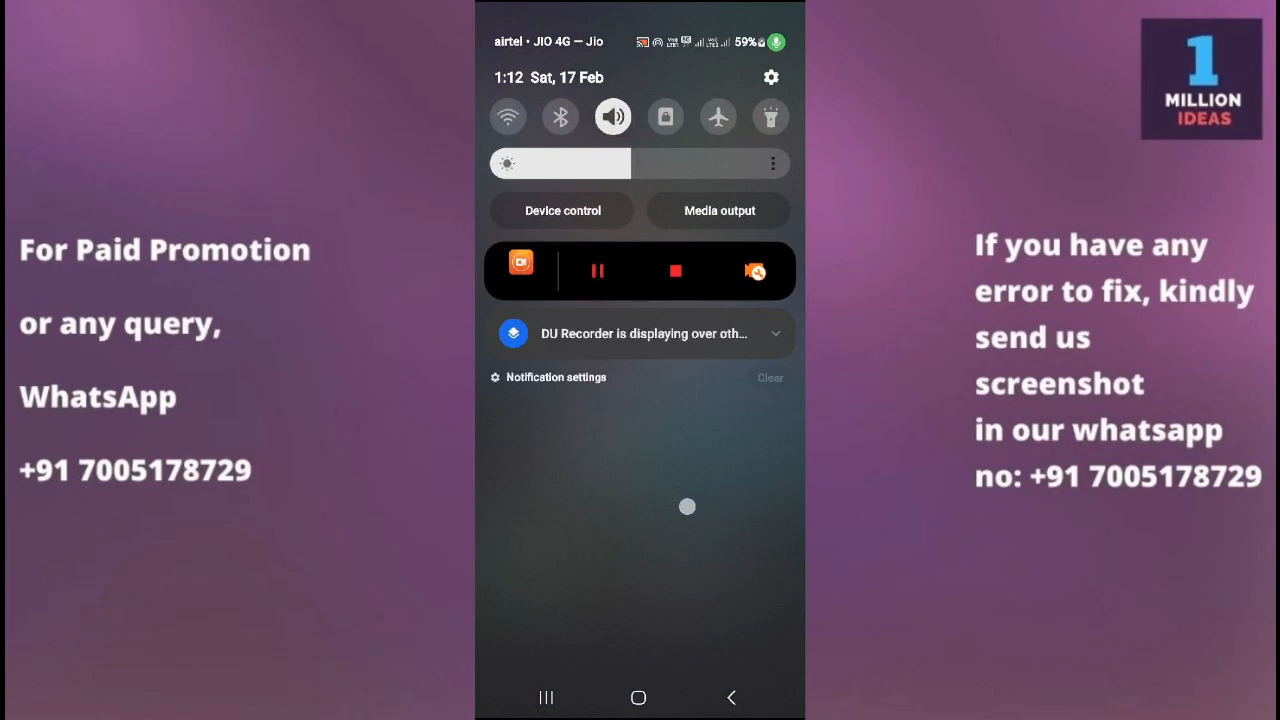 For Paid Promotion
or any query,
WhatsApp
+91 7005178729
airtel • JIO 4G — Jio
59%
1:12 Sat, 17 Feb
Device control
Media output
DU Recorder is displaying over oth...
Notification settings
Clear
1
MILLION
IDEAS
If you have any
error to fix, kindly
send us
screenshot
in our whatsapp
no: +91 7005178729